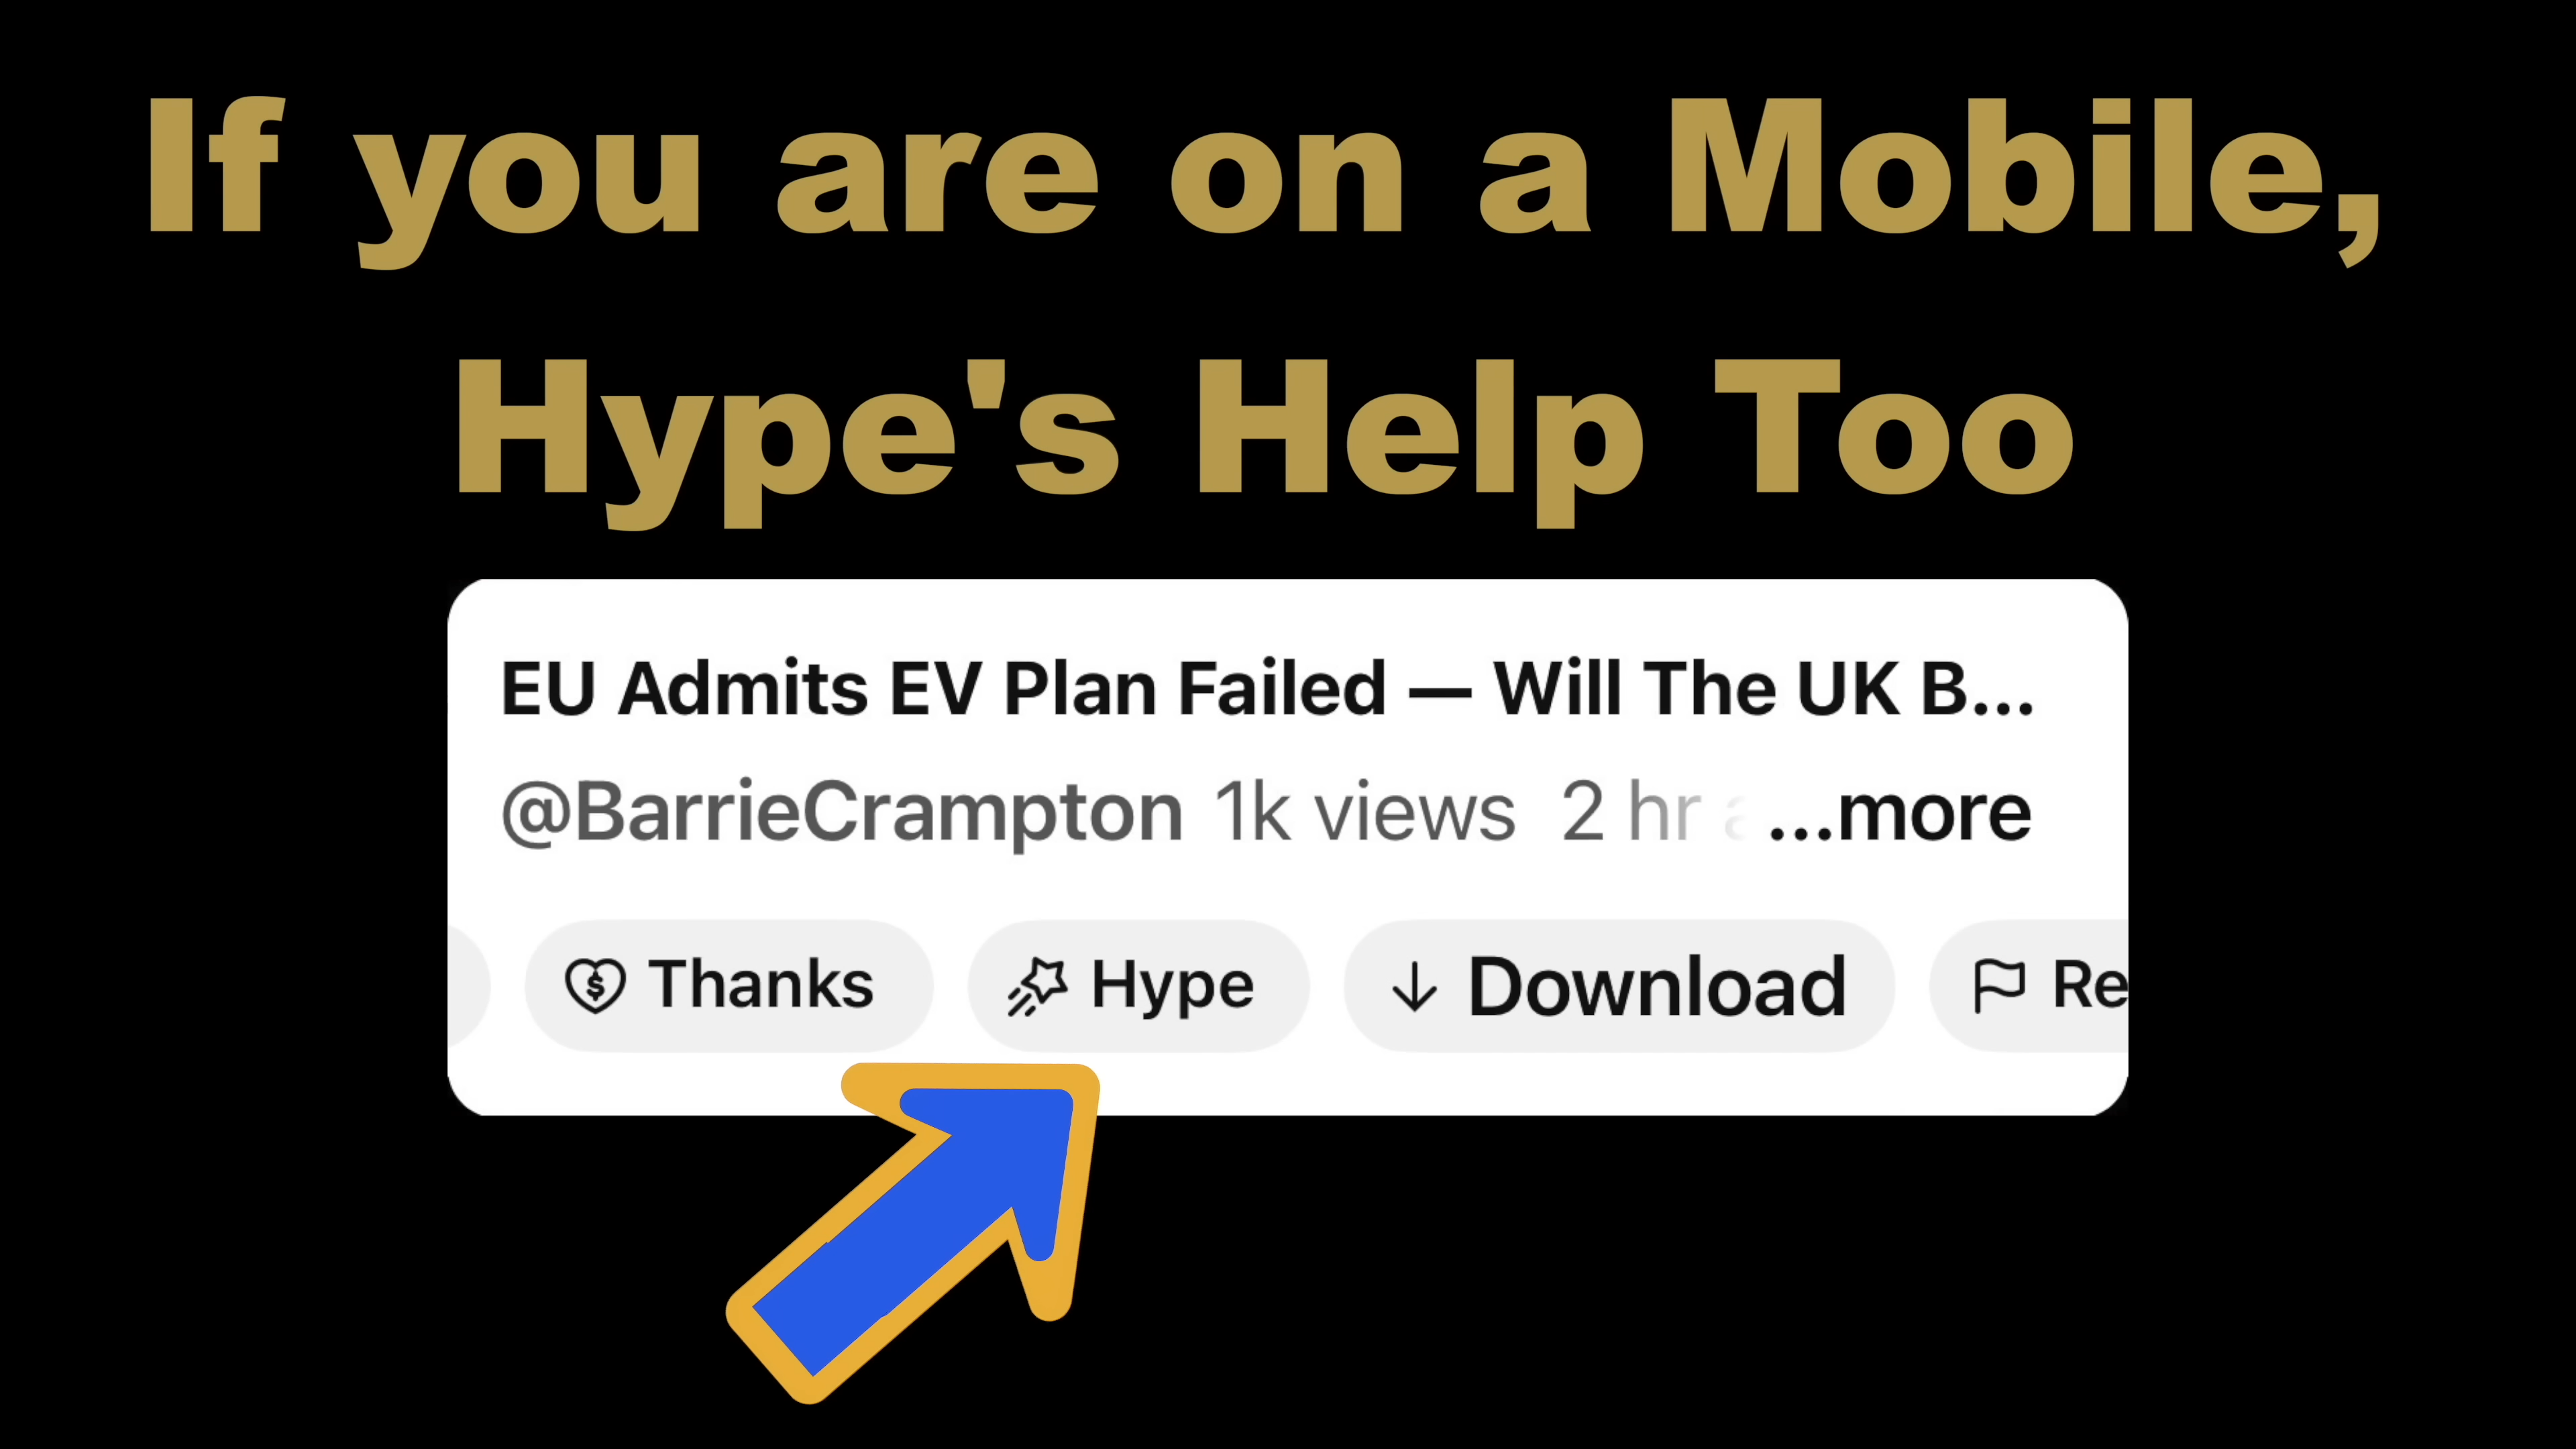 If you are on a Mobile,
Hype's Help Too
EU Admits EV Plan Failed — Will The UK B...
@BarrieCrampton 1k views 2 hr a ...more
Thanks Hype Download Re